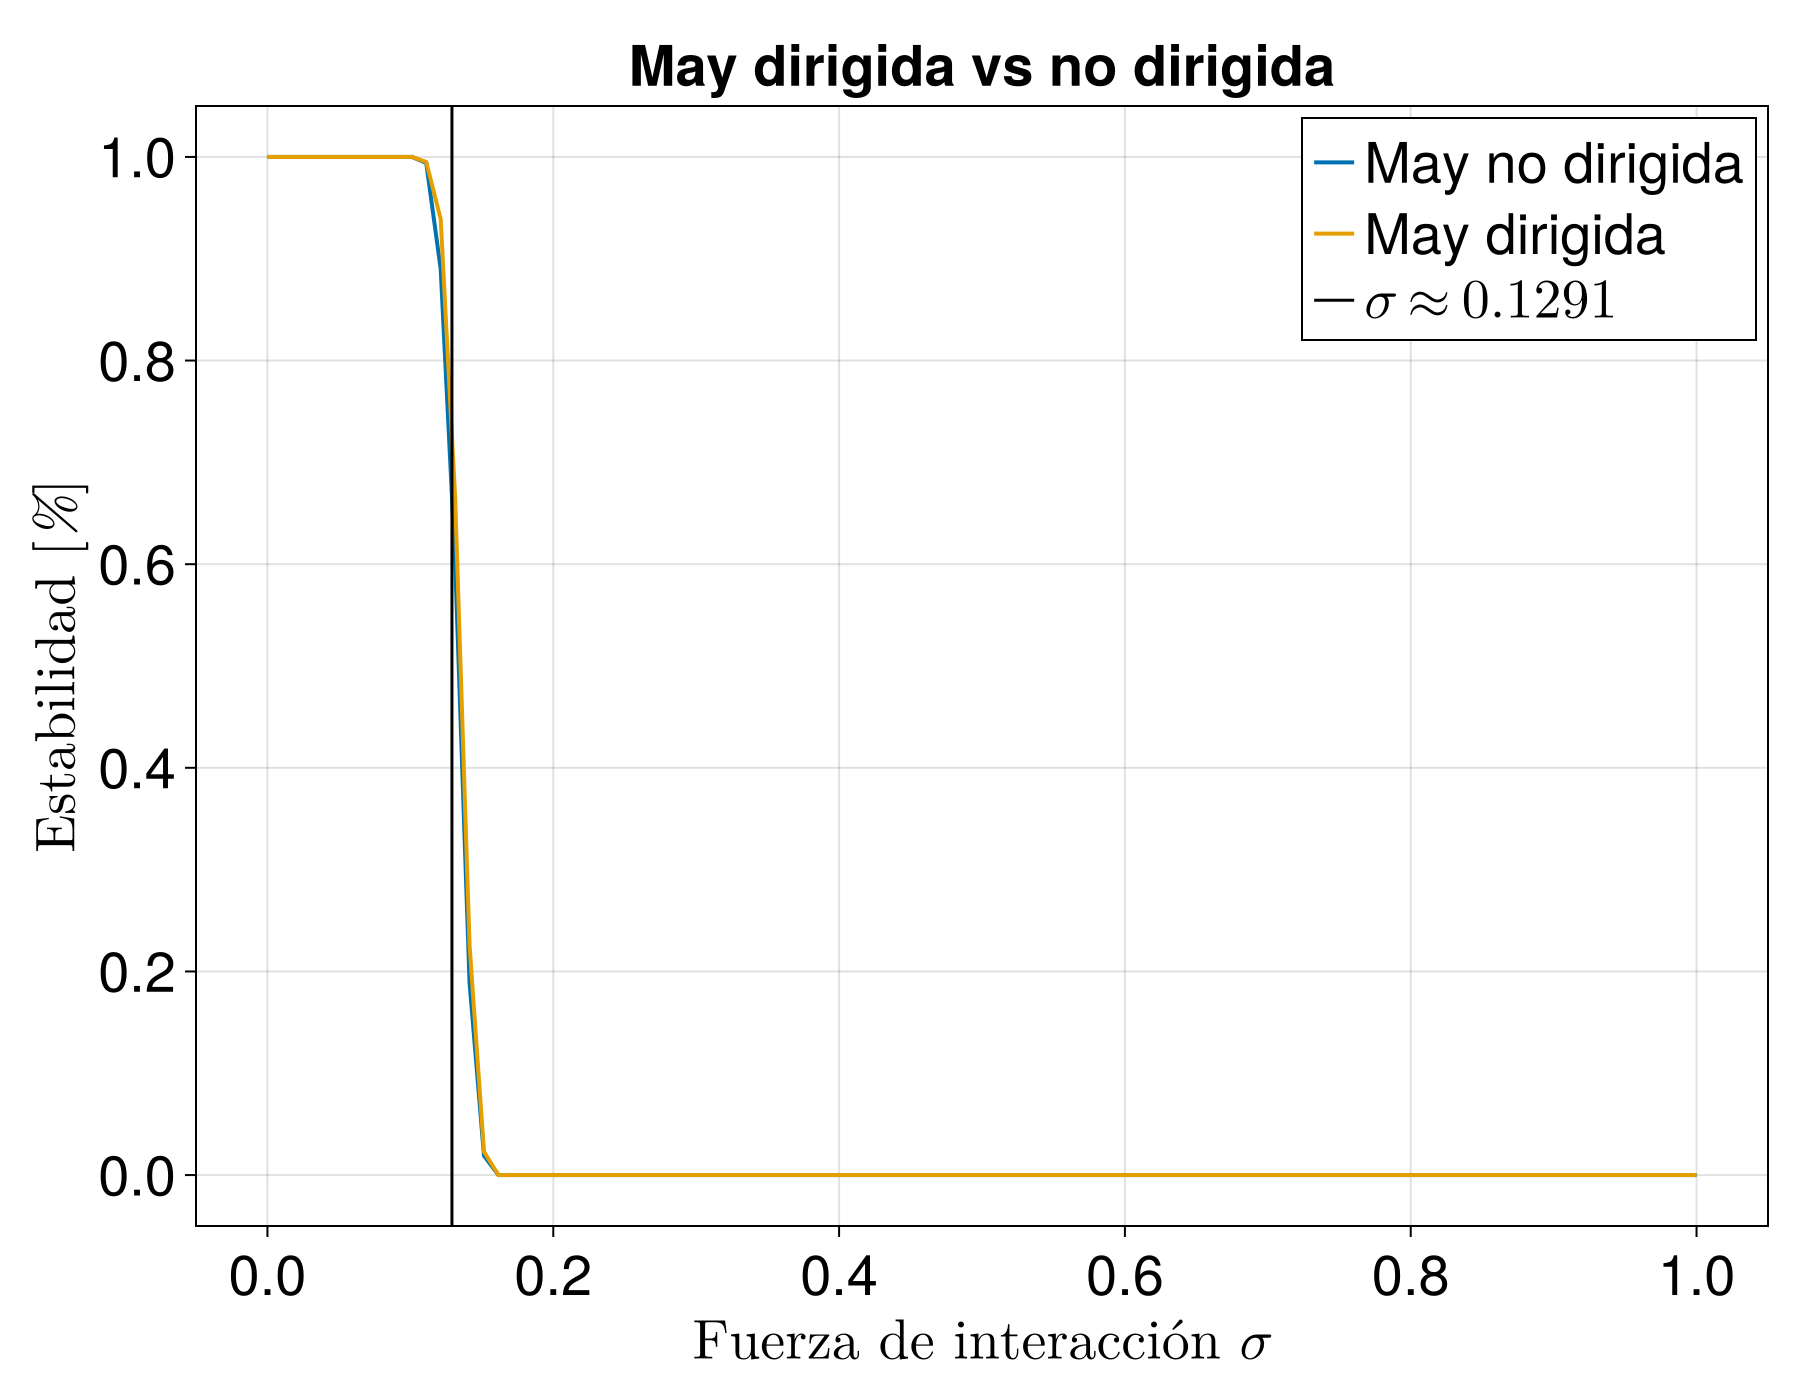 May dirigida vs no dirigida
May no dirigida
May dirigida
σ ≈ 0.1291
Estabilidad [%]
1.0
0.8
0.6
0.4
0.2
0.0
0.0 0.2 0.4 0.6 0.8 1.0
Fuerza de interacción σ